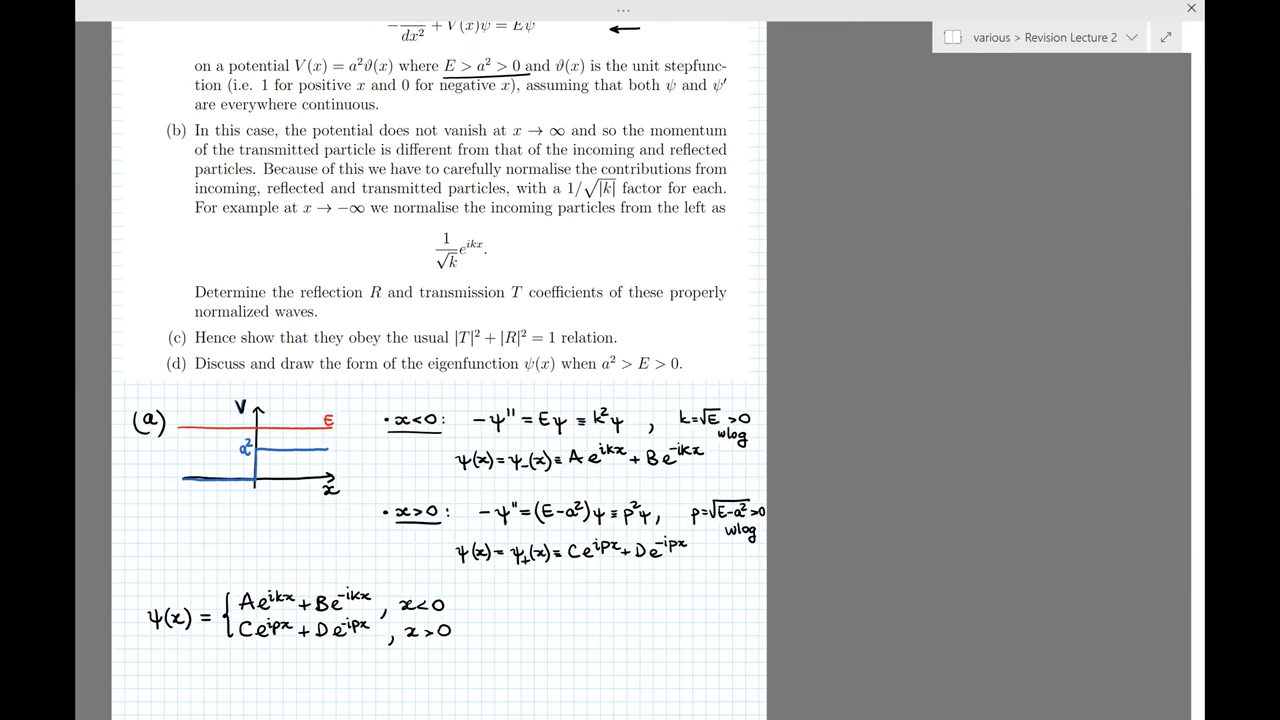 ...
various > Revision Lecture 2
− / dx² + V(x)ψ = Eψ ←
on a potential V(x) = a²ϑ(x) where E > a² > 0 and ϑ(x) is the unit stepfunc-
tion (i.e. 1 for positive x and 0 for negative x), assuming that both ψ and ψ′
are everywhere continuous.
(b) In this case, the potential does not vanish at x → ∞ and so the momentum
of the transmitted particle is different from that of the incoming and reflected
particles. Because of this we have to carefully normalise the contributions from
incoming, reflected and transmitted particles, with a 1/√|k| factor for each.
For example at x → −∞ we normalise the incoming particles from the left as
1/√k e^{ikx}.
Determine the reflection R and transmission T coefficients of these properly
normalized waves.
(c) Hence show that they obey the usual |T|² + |R|² = 1 relation.
(d) Discuss and draw the form of the eigenfunction ψ(x) when a² > E > 0.
(a) V E a² x
• x<0 : −ψ'' = Eψ ≡ k²ψ , k=√E >0 wlog
ψ(x) = ψ₋(x) ≡ A e^{ikx} + B e^{−ikx}
• x>0 : −ψ'' = (E−a²)ψ ≡ p²ψ, p=√(E−a²) >0 wlog
ψ(x) = ψ₊(x) ≡ C e^{ipx} + D e^{−ipx}
ψ(x) = { A e^{ikx} + B e^{−ikx} , x<0
C e^{ipx} + D e^{−ipx} , x>0